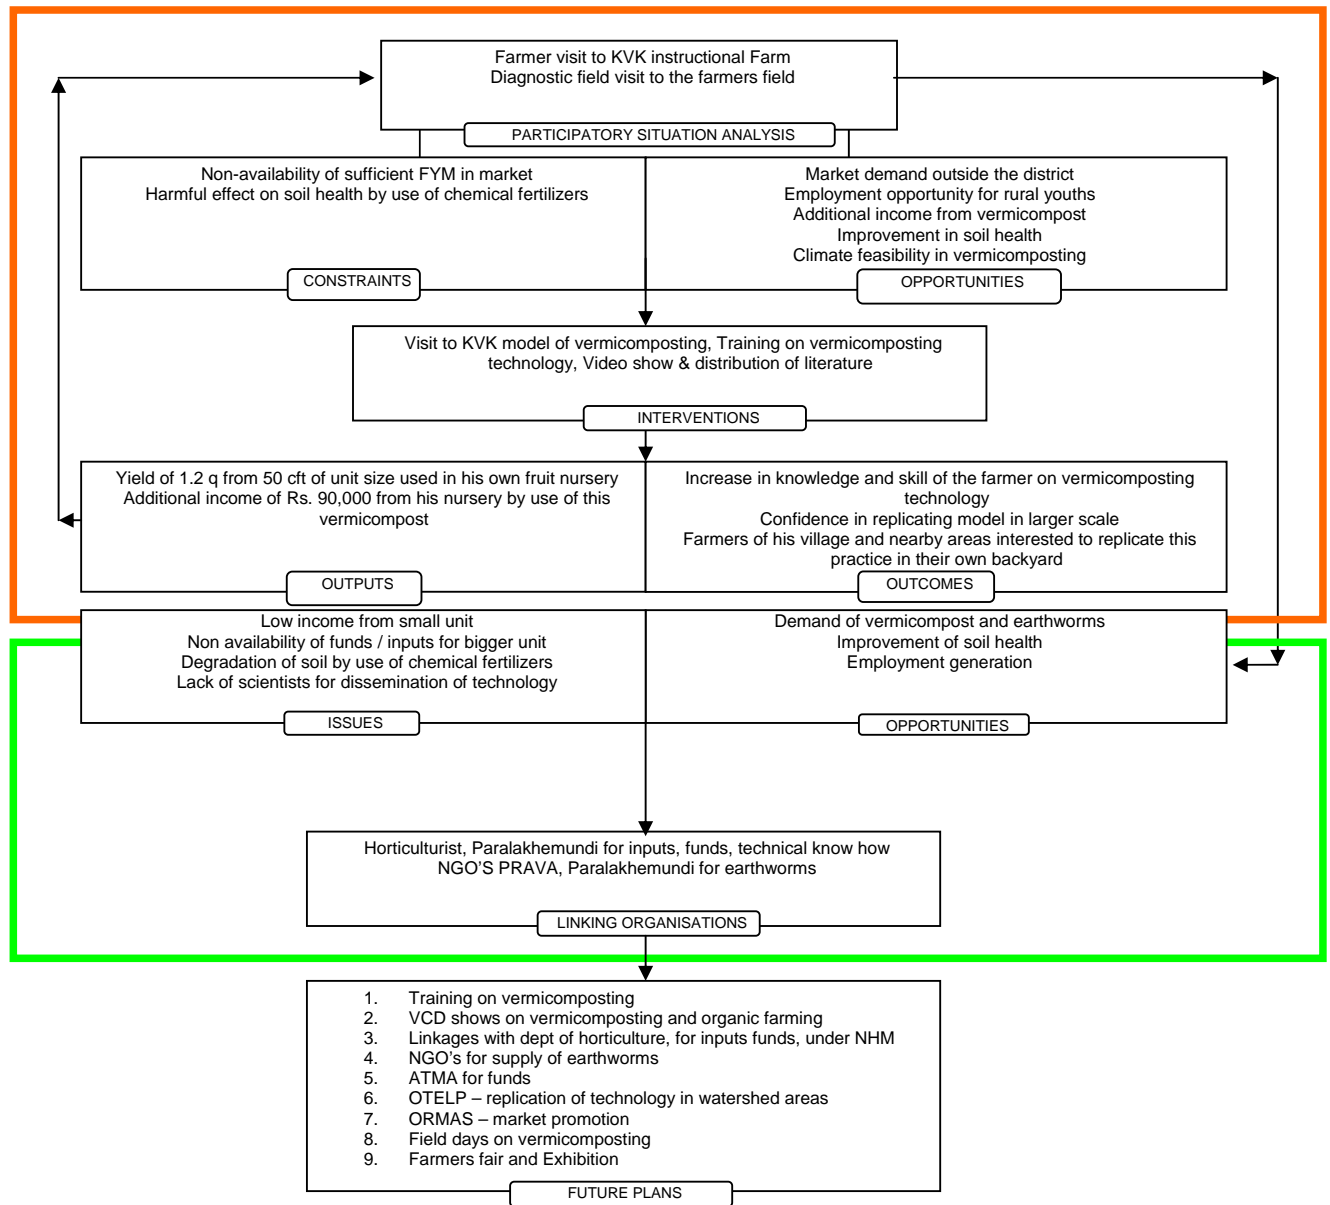 Farmer visit to KVK instructional Farm
Diagnostic field visit to the farmers field
PARTICIPATORY SITUATION ANALYSIS
Non-availability of sufficient FYM in market
Harmful effect on soil health by use of chemical fertilizers
CONSTRAINTS
Market demand outside the district
Employment opportunity for rural youths
Additional income from vermicompost
Improvement in soil health
Climate feasibility in vermicomposting
OPPORTUNITIES
Visit to KVK model of vermicomposting, Training on vermicomposting
technology, Video show & distribution of literature
INTERVENTIONS
Yield of 1.2 q from 50 cft of unit size used in his own fruit nursery
Additional income of Rs. 90,000 from his nursery by use of this
vermicompost
OUTPUTS
Increase in knowledge and skill of the farmer on vermicomposting
technology
Confidence in replicating model in larger scale
Farmers of his village and nearby areas interested to replicate this
practice in their own backyard
OUTCOMES
Low income from small unit
Non availability of funds / inputs for bigger unit
Degradation of soil by use of chemical fertilizers
Lack of scientists for dissemination of technology
ISSUES
Demand of vermicompost and earthworms
Improvement of soil health
Employment generation
OPPORTUNITIES
Horticulturist, Paralakhemundi for inputs, funds, technical know how
NGO’S PRAVA, Paralakhemundi for earthworms
LINKING ORGANISATIONS
1. Training on vermicomposting
2. VCD shows on vermicomposting and organic farming
3. Linkages with dept of horticulture, for inputs funds, under NHM
4. NGO’s for supply of earthworms
5. ATMA for funds
6. OTELP – replication of technology in watershed areas
7. ORMAS – market promotion
8. Field days on vermicomposting
9. Farmers fair and Exhibition
FUTURE PLANS